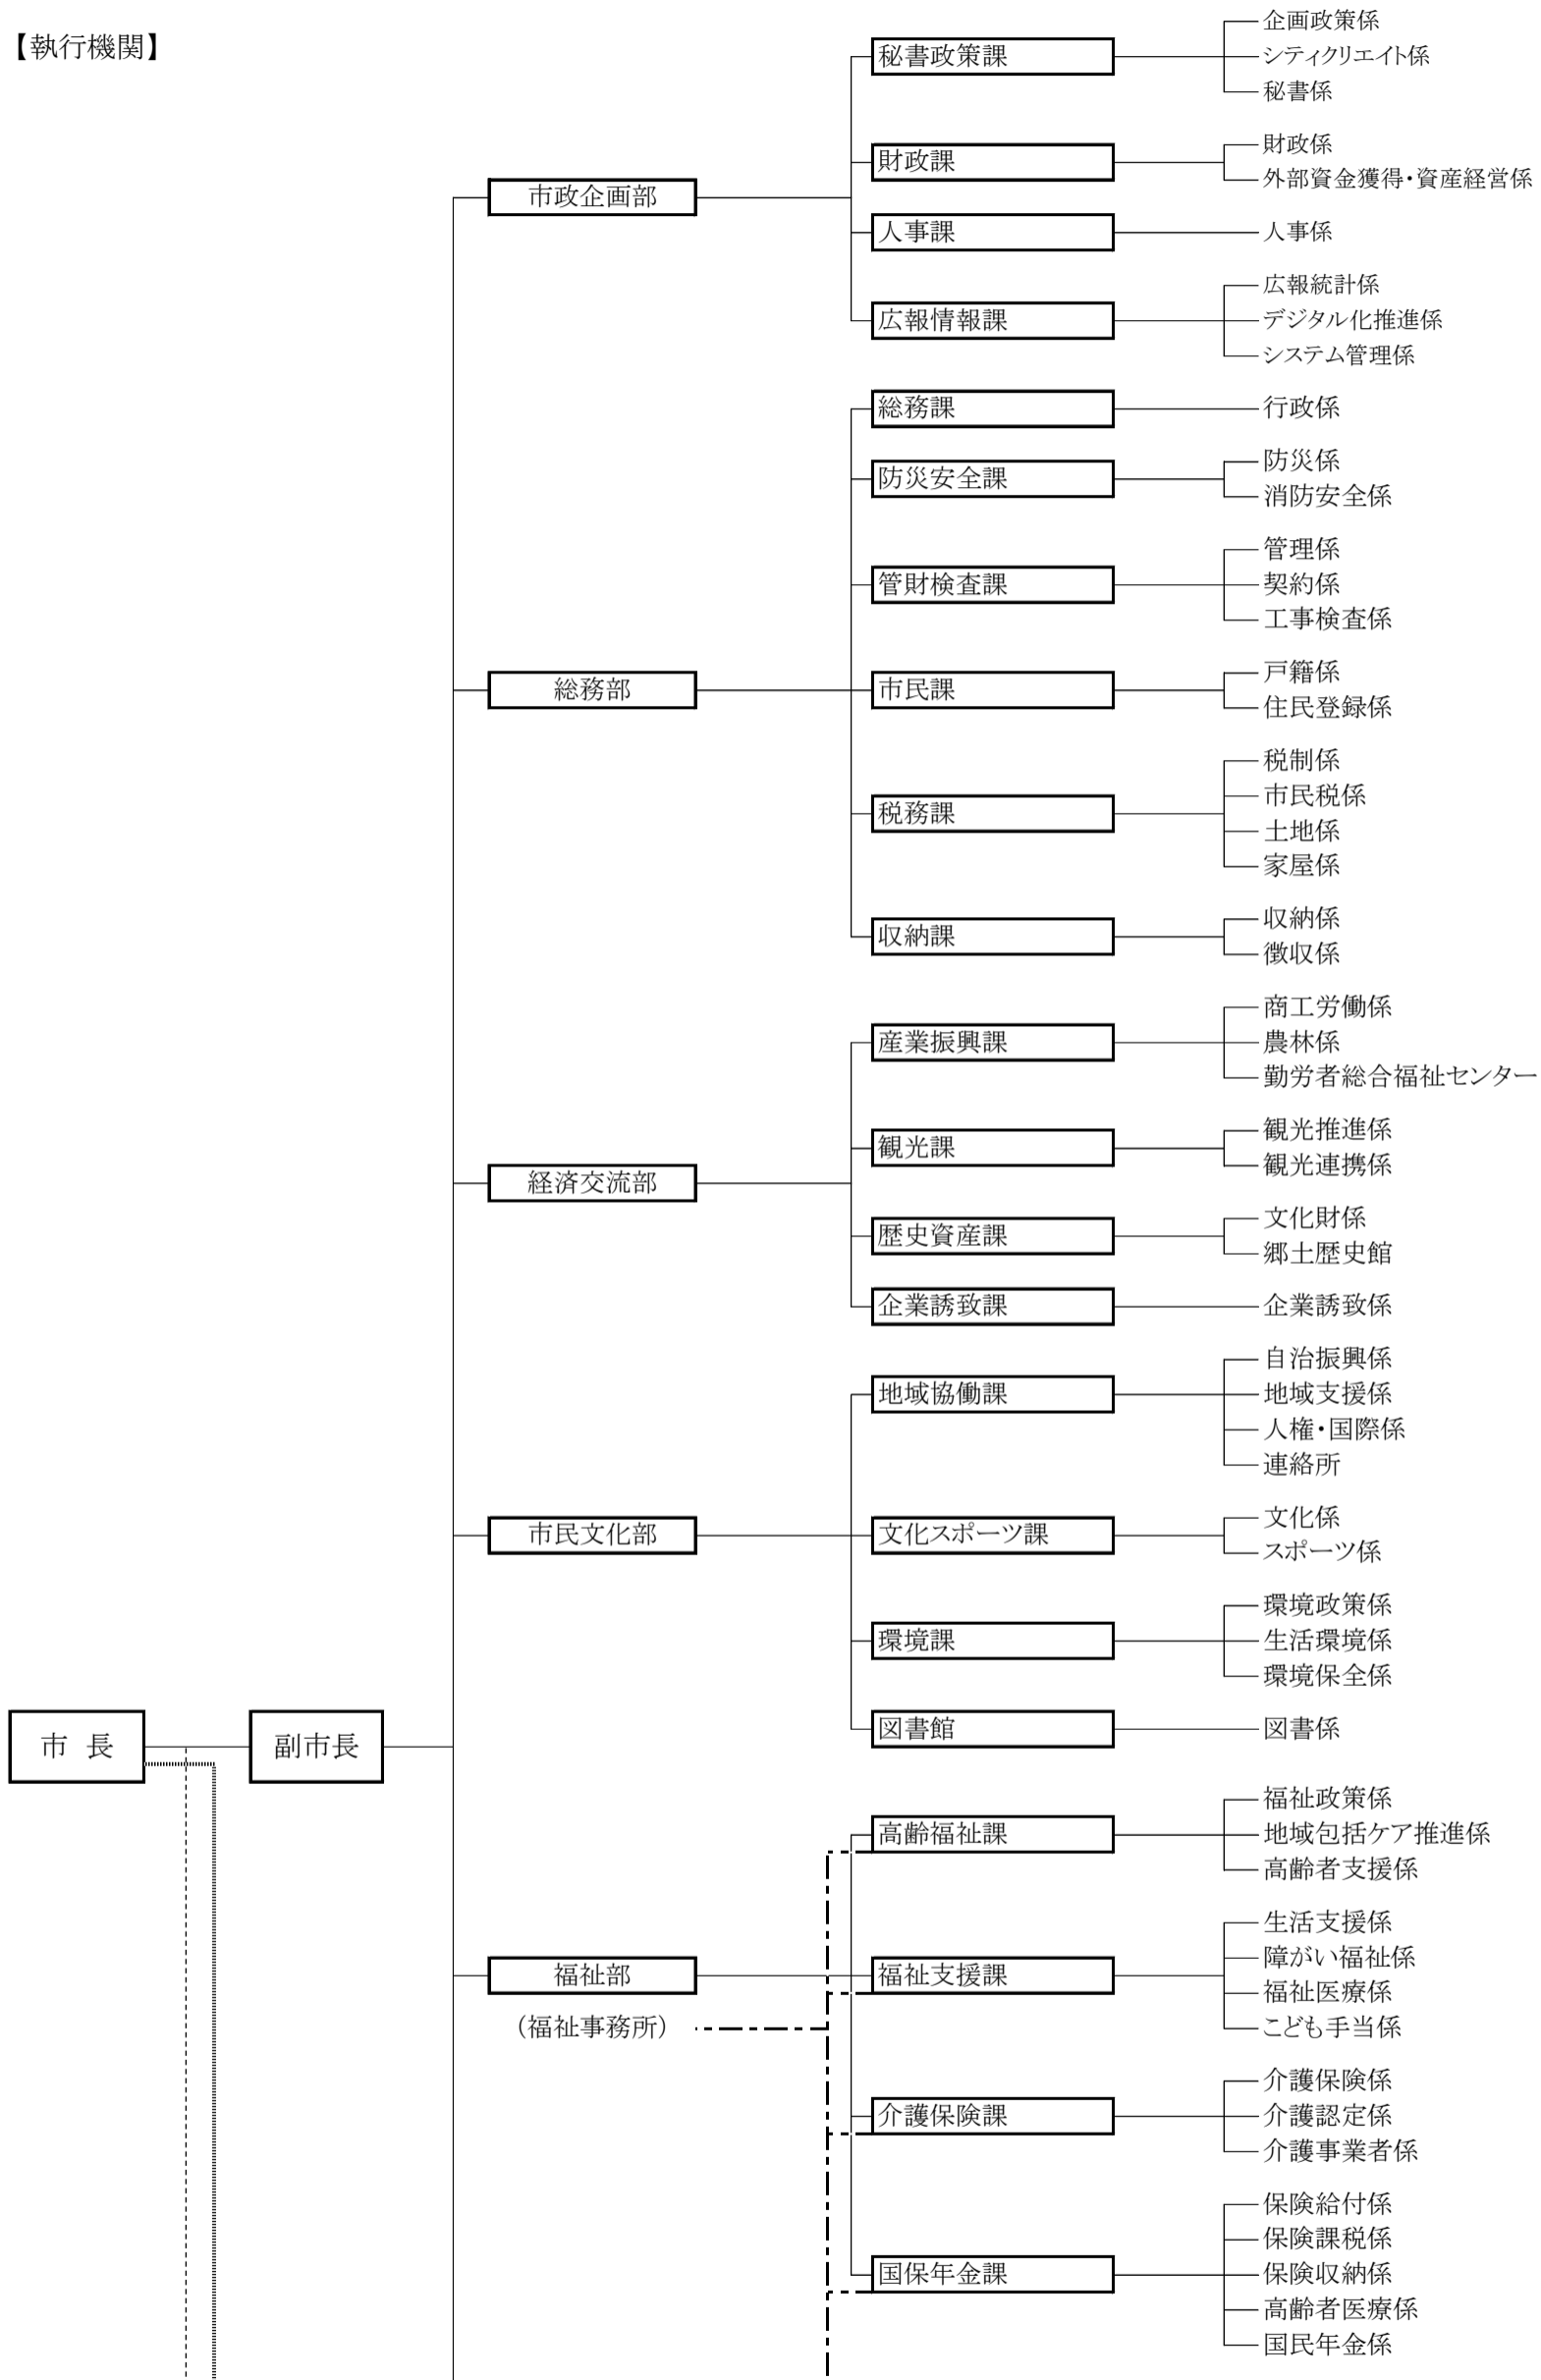 【執行機関】
市 長
副市長
市政企画部
秘書政策課
企画政策係
シティクリエイト係
秘書係
財政課
財政係
外部資金獲得・資産経営係
人事課
人事係
広報情報課
広報統計係
デジタル化推進係
システム管理係
総務部
総務課
行政係
防災安全課
防災係
消防安全係
管財検査課
管理係
契約係
工事検査係
市民課
戸籍係
住民登録係
税務課
税制係
市民税係
土地係
家屋係
収納課
収納係
徴収係
経済交流部
産業振興課
商工労働係
農林係
勤労者総合福祉センター
観光課
観光推進係
観光連携係
歴史資産課
文化財係
郷土歴史館
企業誘致課
企業誘致係
市民文化部
地域協働課
自治振興係
地域支援係
人権・国際係
連絡所
文化スポーツ課
文化係
スポーツ係
環境課
環境政策係
生活環境係
環境保全係
図書館
図書係
福祉部
（福祉事務所）
高齢福祉課
福祉政策係
地域包括ケア推進係
高齢者支援係
福祉支援課
生活支援係
障がい福祉係
福祉医療係
こども手当係
介護保険課
介護保険係
介護認定係
介護事業者係
国保年金課
保険給付係
保険課税係
保険収納係
高齢者医療係
国民年金係